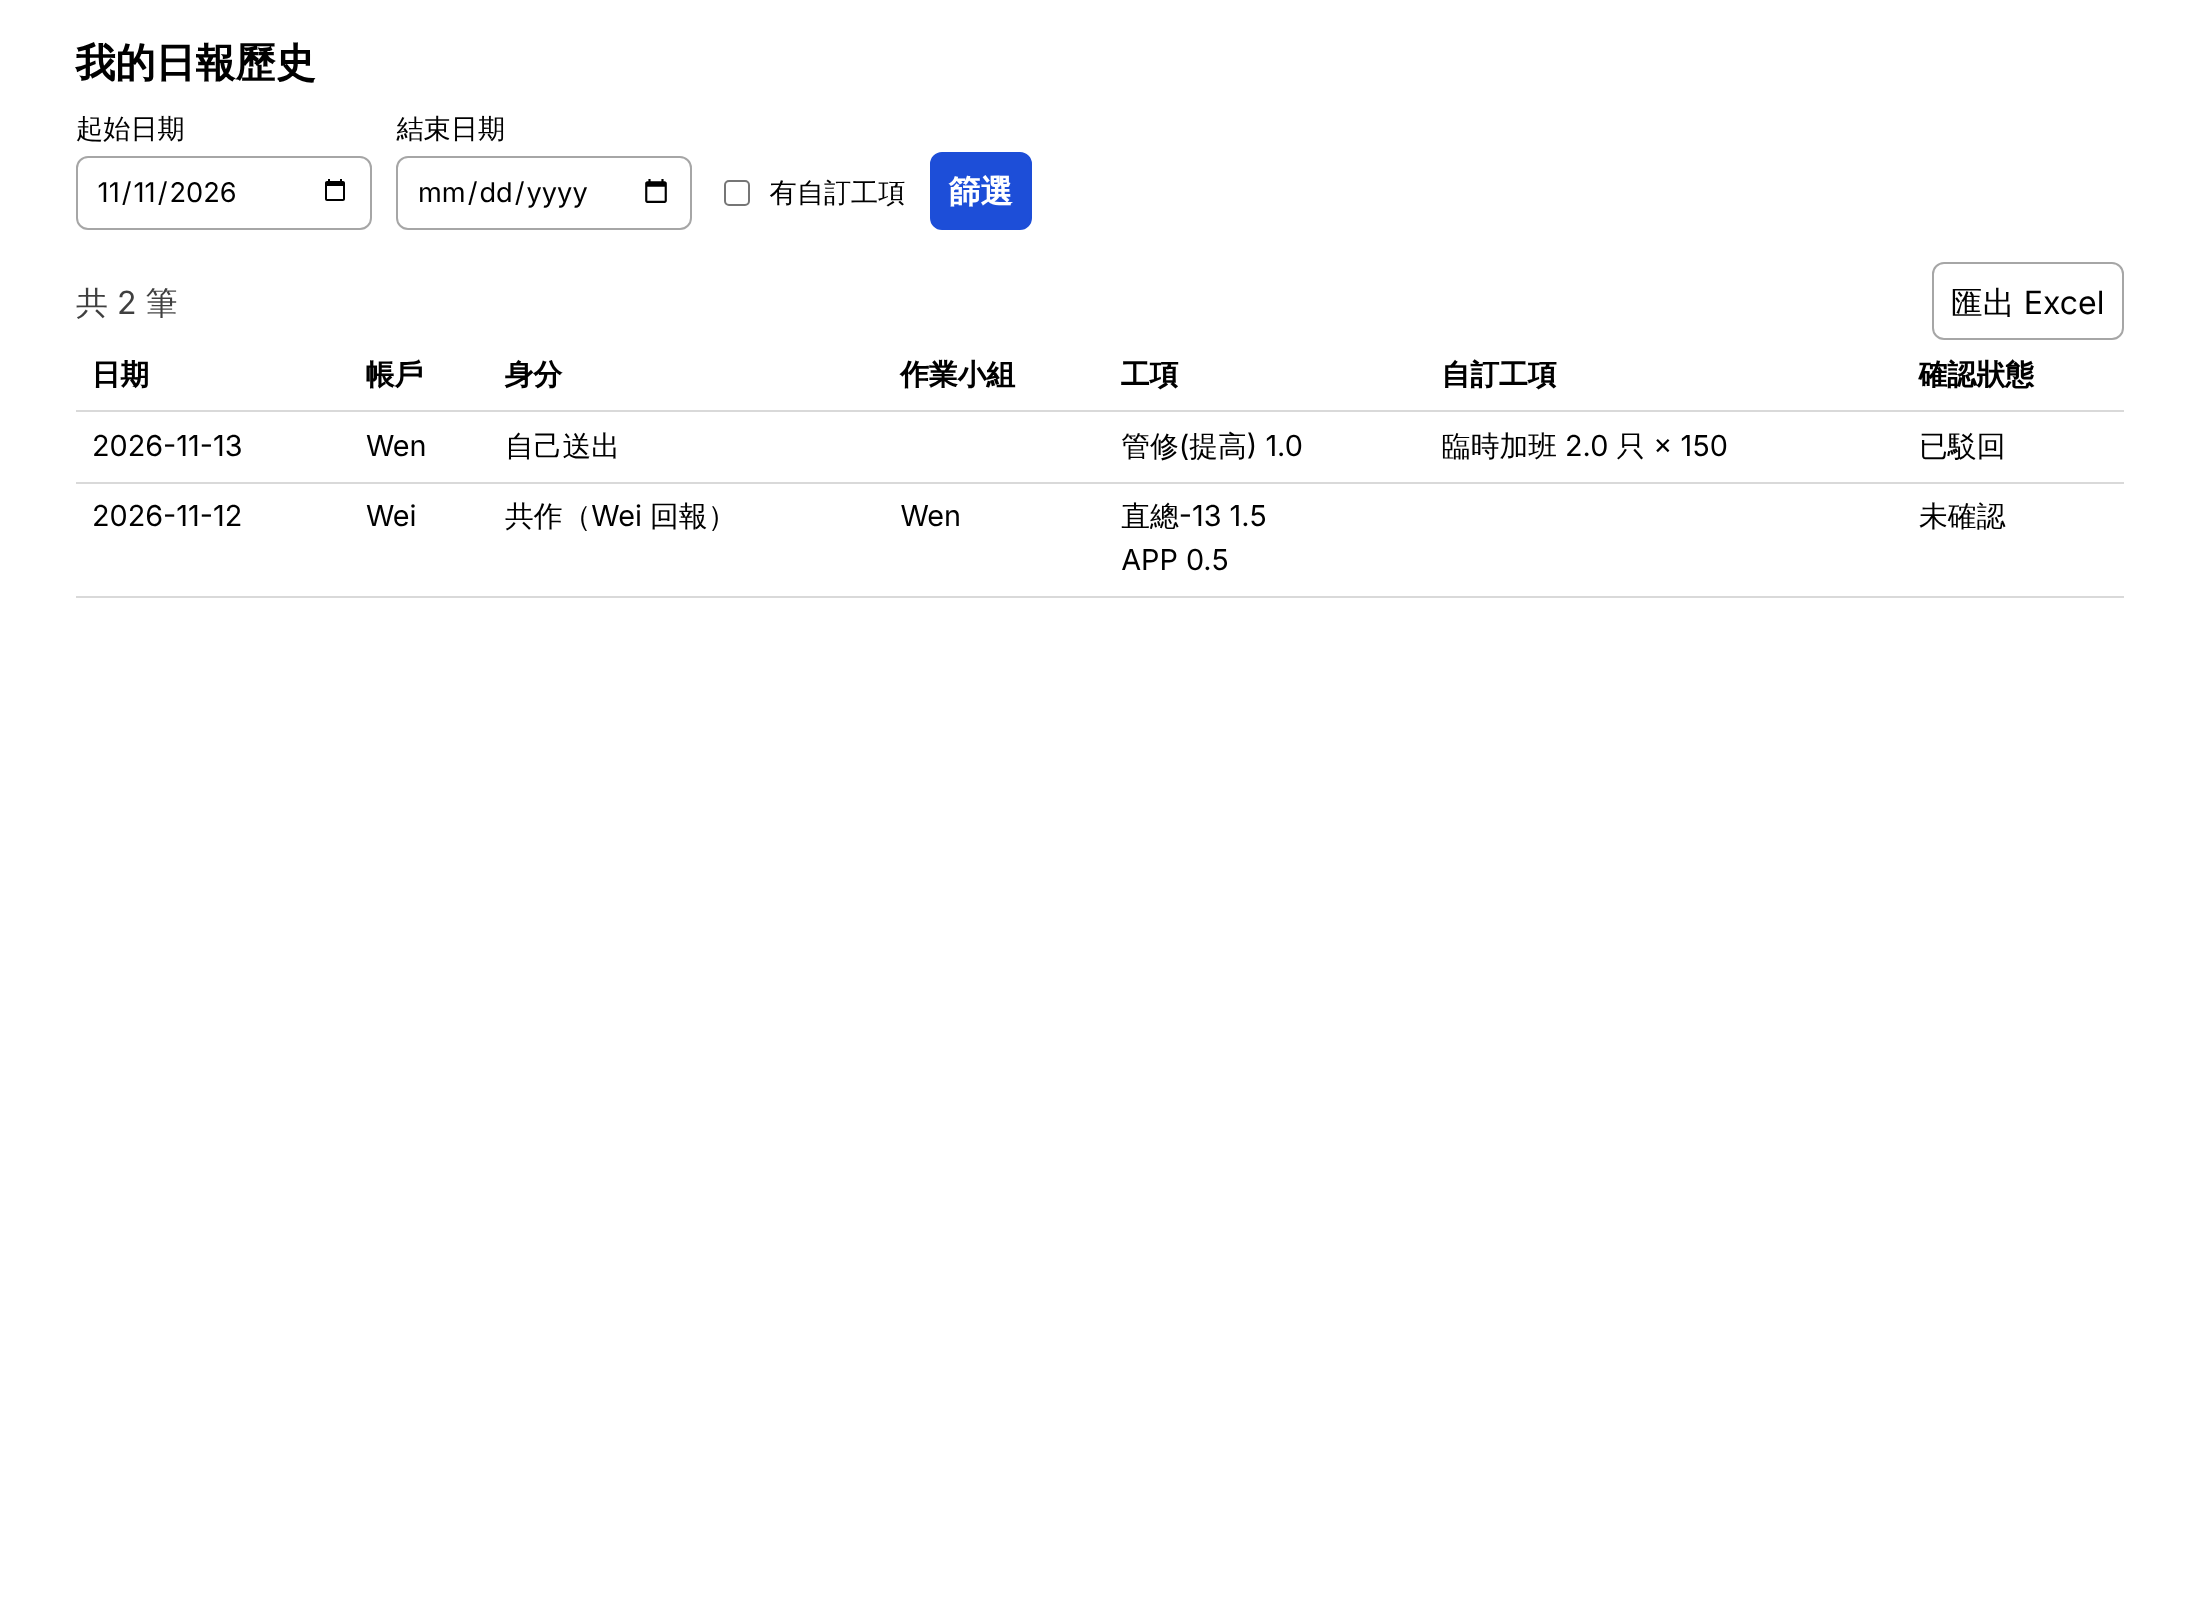 我的日報歷史
起始日期 結束日期
11/11/2026 mm/dd/yyyy 有自訂工項 篩選
共 2 筆 匯出 Excel
日期 帳戶 身分 作業小組 工項 自訂工項 確認狀態
2026-11-13 Wen 自己送出 管修(提高) 1.0 臨時加班 2.0 只 × 150 已駁回
2026-11-12 Wei 共作（Wei 回報） Wen 直總-13 1.5 未確認
APP 0.5